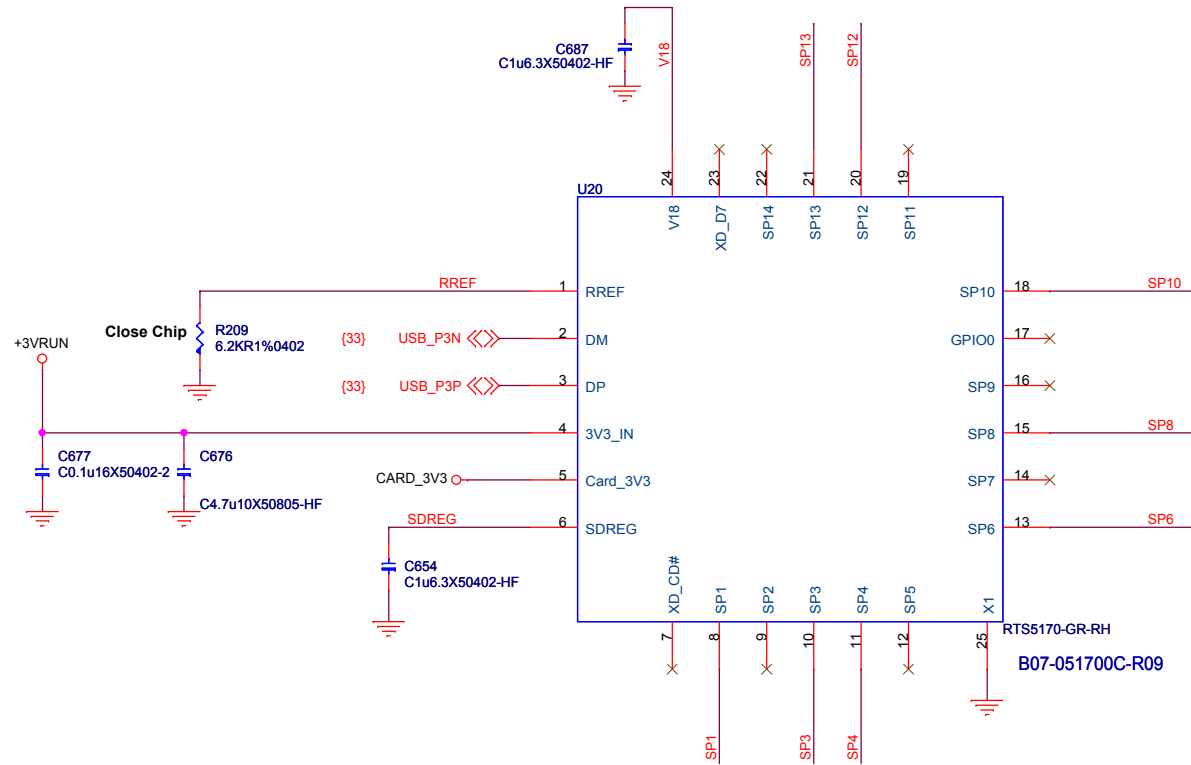 C687
C1u6.3X50402-HF
V18
SP13
SP12
24
23
22
21
20
19
U20
V18
XD_D7
SP14
SP13
SP12
SP11
RREF
1
RREF
SP10
18
SP10
Close Chip
R209
6.2KR1%0402
{33}
USB_P3N
2
DM
GPIO0
17
+3VRUN
{33}
USB_P3P
3
DP
SP9
16
4
3V3_IN
SP8
15
SP8
C677
C0.1u16X50402-2
C676
C4.7u10X50805-HF
CARD_3V3
5
Card_3V3
SP7
14
SDREG
6
SDREG
SP6
13
SP6
C654
C1u6.3X50402-HF
XD_CD#
SP1
SP2
SP3
SP4
SP5
X1
7
8
9
10
11
12
25
RTS5170-GR-RH
B07-051700C-R09
SP1
SP3
SP4